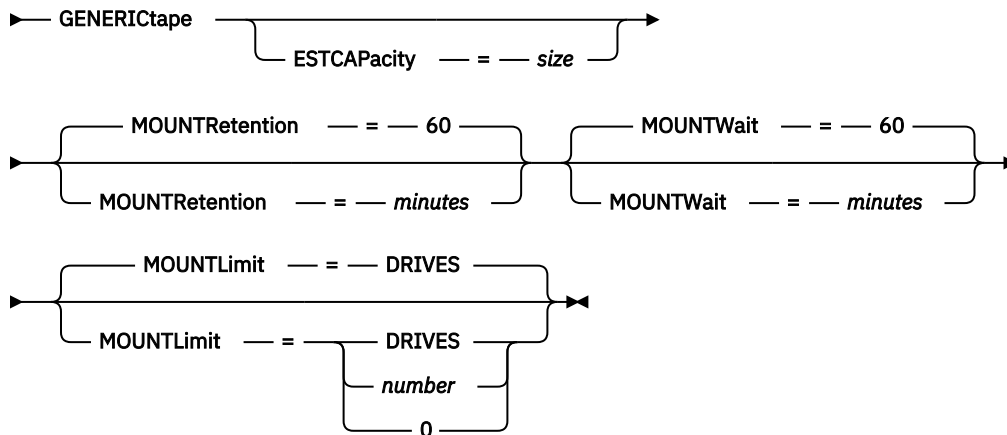 GENERICtape
ESTCAPacity = size
MOUNTRetention = 60 MOUNTWait = 60
MOUNTRetention = minutes MOUNTWait = minutes
MOUNTLimit = DRIVES
MOUNTLimit = DRIVES
number
0